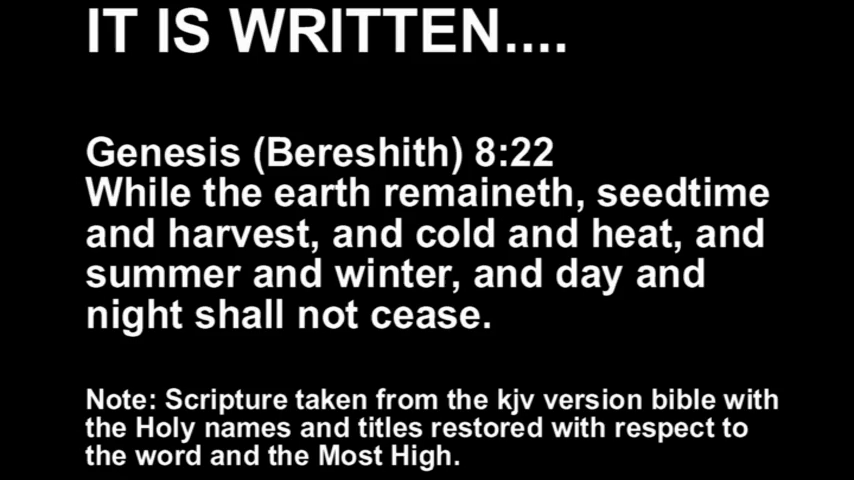 IT IS WRITTEN....
Genesis (Bereshith) 8:22
While the earth remaineth, seedtime
and harvest, and cold and heat, and
summer and winter, and day and
night shall not cease.
Note: Scripture taken from the kjv version bible with
the Holy names and titles restored with respect to
the word and the Most High.